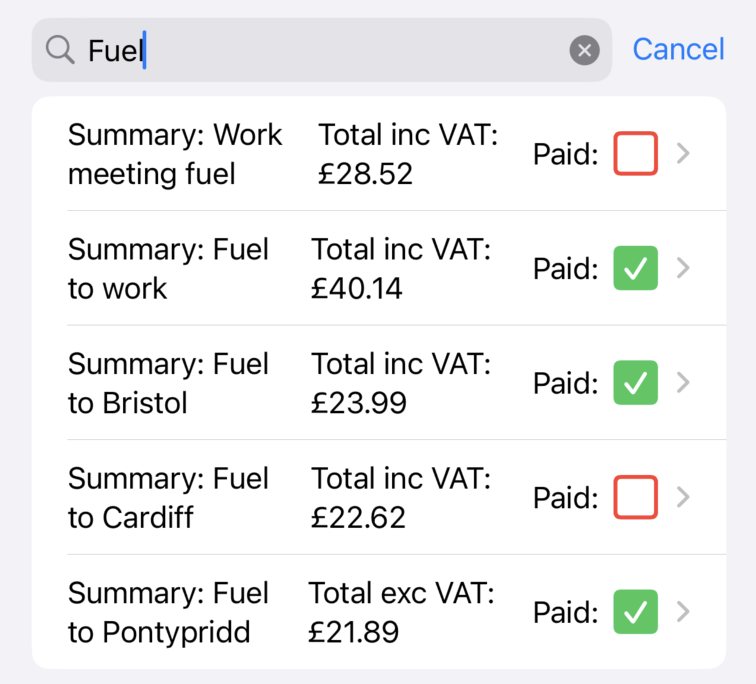 Fuel
Cancel
Summary: Work Total inc VAT:
meeting fuel £28.52 Paid:
Summary: Fuel Total inc VAT:
to work £40.14 Paid:
Summary: Fuel Total inc VAT:
to Bristol £23.99 Paid:
Summary: Fuel Total inc VAT:
to Cardiff £22.62 Paid:
Summary: Fuel Total exc VAT:
to Pontypridd £21.89 Paid: